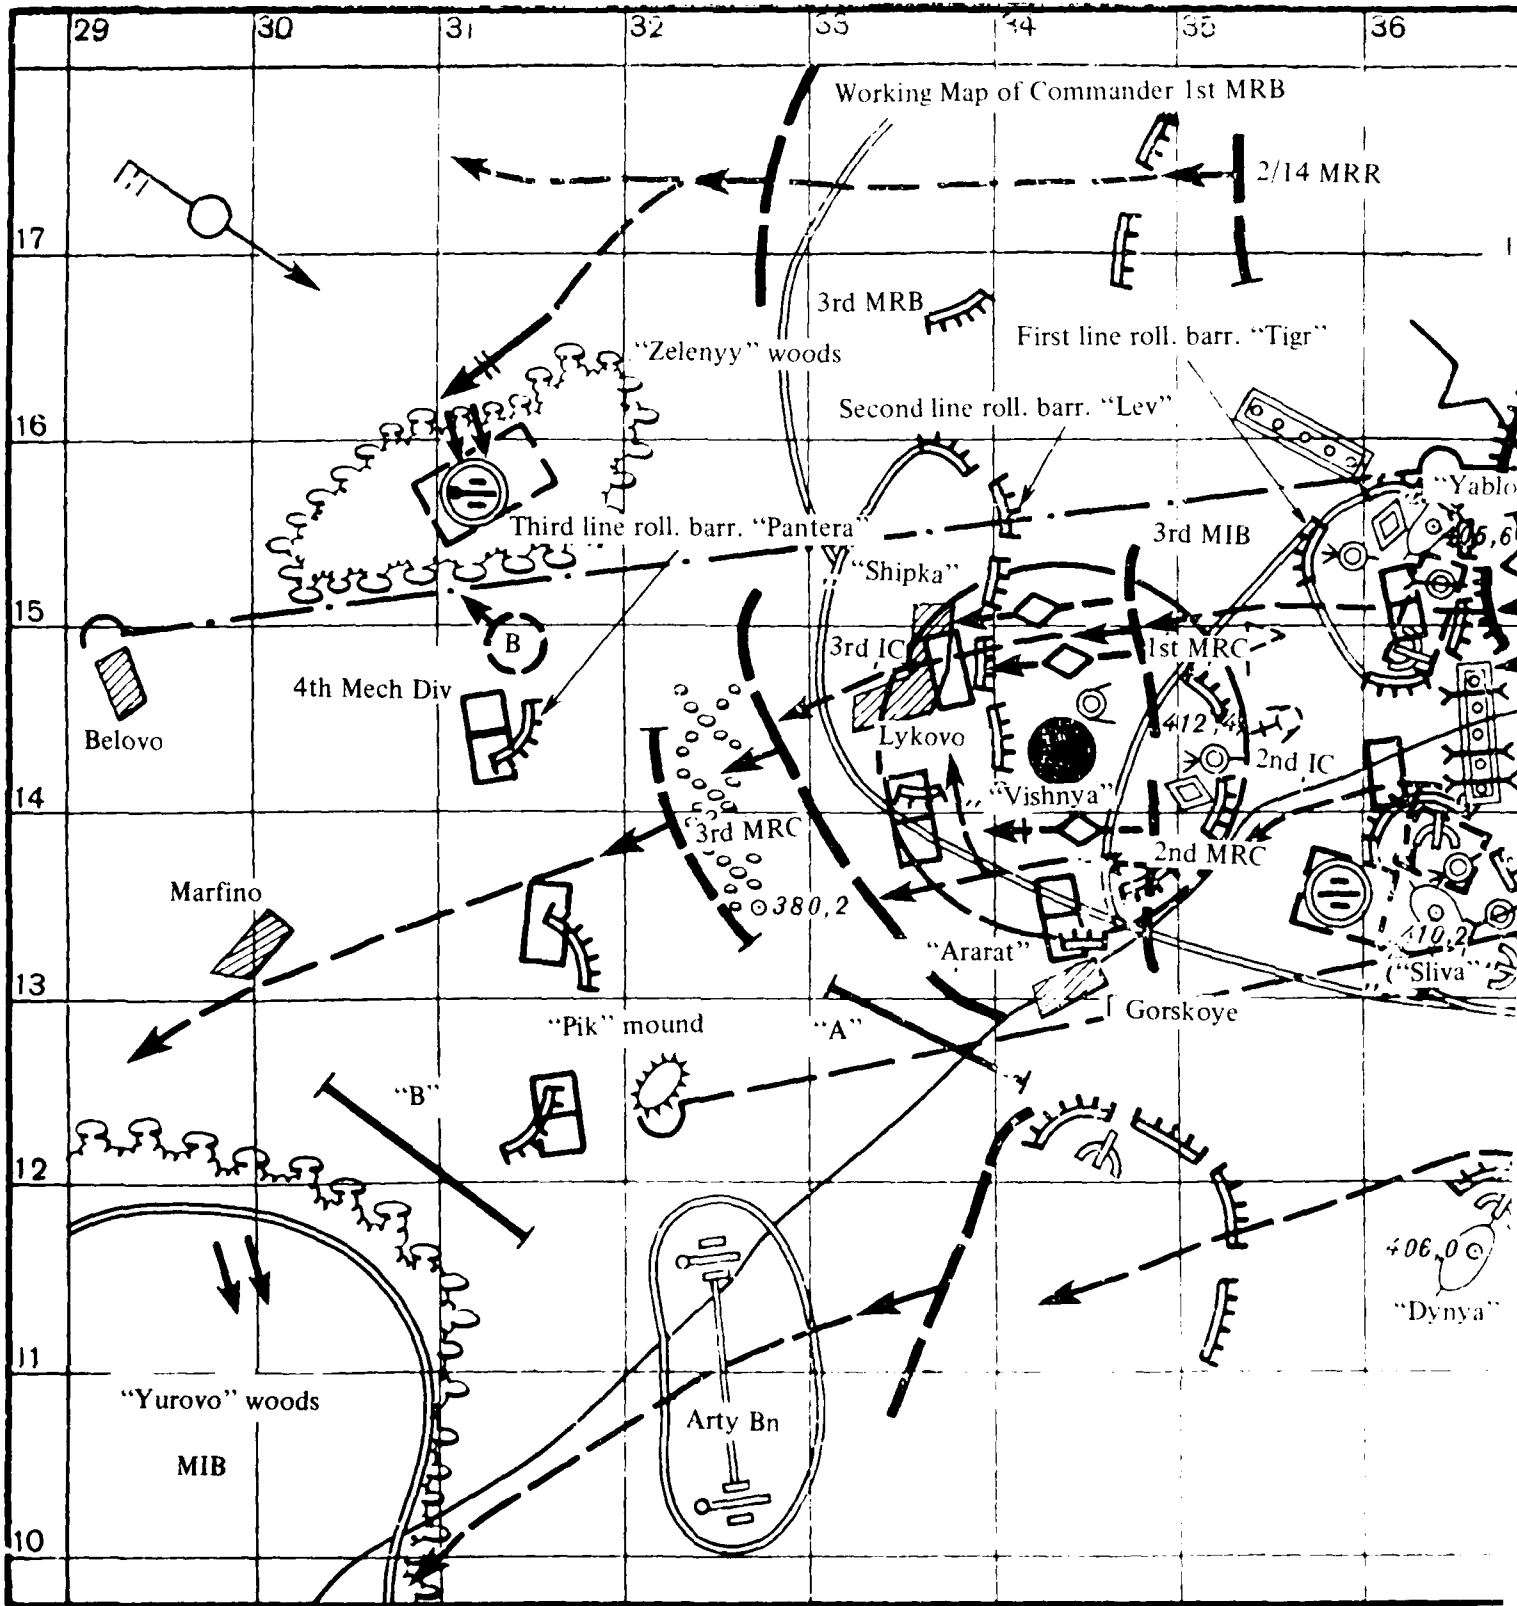 29 30 31 32 33 34 35 36
Working Map of Commander 1st MRB
2/14 MRR
17
3rd MRB
First line roll. barr. “Tigr”
“Zelenyy” woods
Second line roll. barr. “Lev”
16
“Yablo
Third line roll. barr. “Pantera”
3rd MIB
406,6
“Shipka”
15
B
3rd IC
1st MRC
4th Mech Div
412,4
Belovo
Lykovo
2nd IC
“Vishnya”
14
3rd MRC
2nd MRC
Marfino
380,2
410,2
“Ararat”
“Sliva”
13
Gorskoye
“Pik” mound
“A”
“B”
12
406,0
“Dynya”
11
“Yurovo” woods
Arty Bn
MIB
10